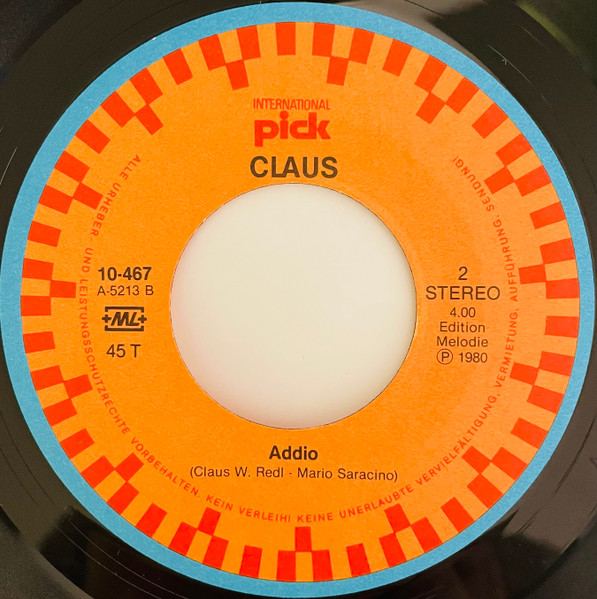 INTERNATIONAL
pick
CLAUS
10-467
A-5213 B
+ML+
45 T
2
STEREO
4.00
Edition
Melodie
Ⓟ 1980
Addio
(Claus W. Redl - Mario Saracino)
ALLE URHEBER- UND LEISTUNGSSCHUTZRECHTE VORBEHALTEN. KEIN VERLEIH! KEINE UNERLAUBTE VERVIELFÄLTIGUNG, VERMIETUNG, AUFFÜHRUNG, SENDUNG!